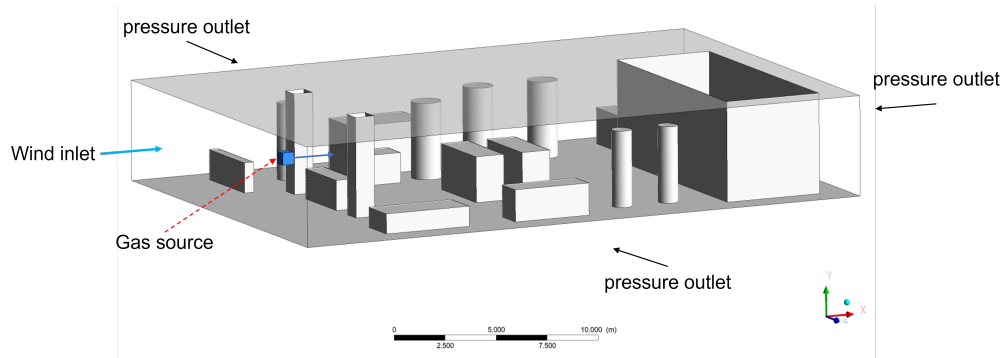 pressure outlet
pressure outlet
Wind inlet
Gas source
pressure outlet
Y
X
Z
0 5.000 10.000 (m)
2.500 7.500